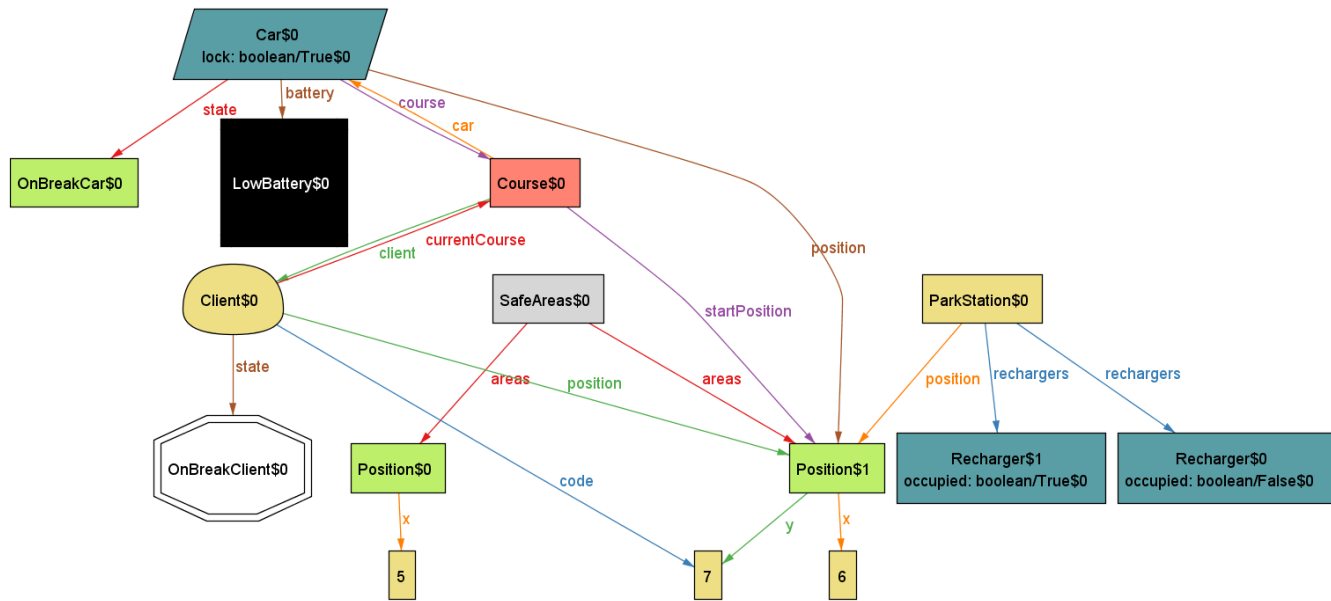 Car$0
lock: boolean/True$0
battery
state
course
car
OnBreakCar$0
LowBattery$0
Course$0
currentCourse
client
position
Client$0
SafeAreas$0
ParkStation$0
startPosition
state
areas
position
areas
position
rechargers
rechargers
OnBreakClient$0
Position$0
code
Position$1
Recharger$1
occupied: boolean/True$0
Recharger$0
occupied: boolean/False$0
x
y
x
5
7
6